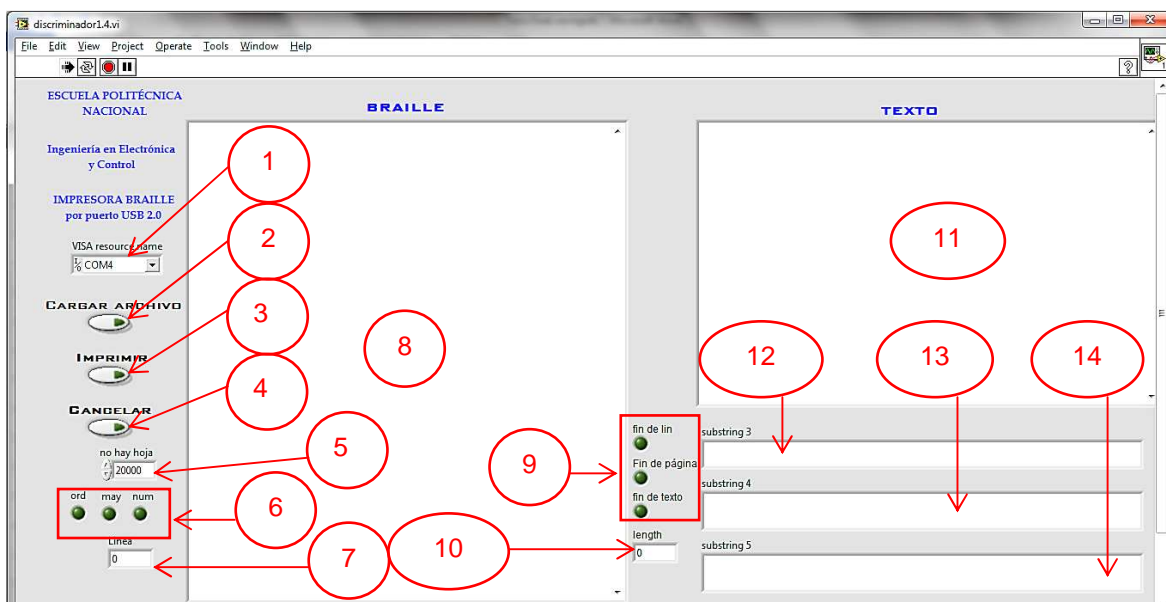 discriminador1.4.vi
File Edit View Project Operate Tools Window Help
1
ESCUELA POLITÉCNICA
NACIONAL
BRAILLE
TEXTO
Ingeniería en Electrónica
y Control
1
IMPRESORA BRAILLE
por puerto USB 2.0
2
11
VISA resource name
COM4
CARGAR ARCHIVO
3
8
12
13
14
IMPRIMIR
4
CANCELAR
fin de lin
substring 3
no hay hoja
20000
5
9
Fin de página
substring 4
ord may num
6
fin de texto
Linea
0
7
10
length
0
substring 5